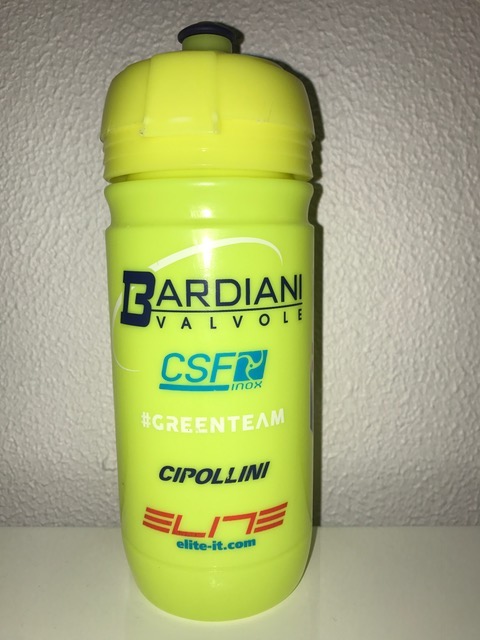 BARDIANI
VALVOLE
CSF
inox
#GREENTEAM
CIPOLLINI
ELITE
elite-it.com